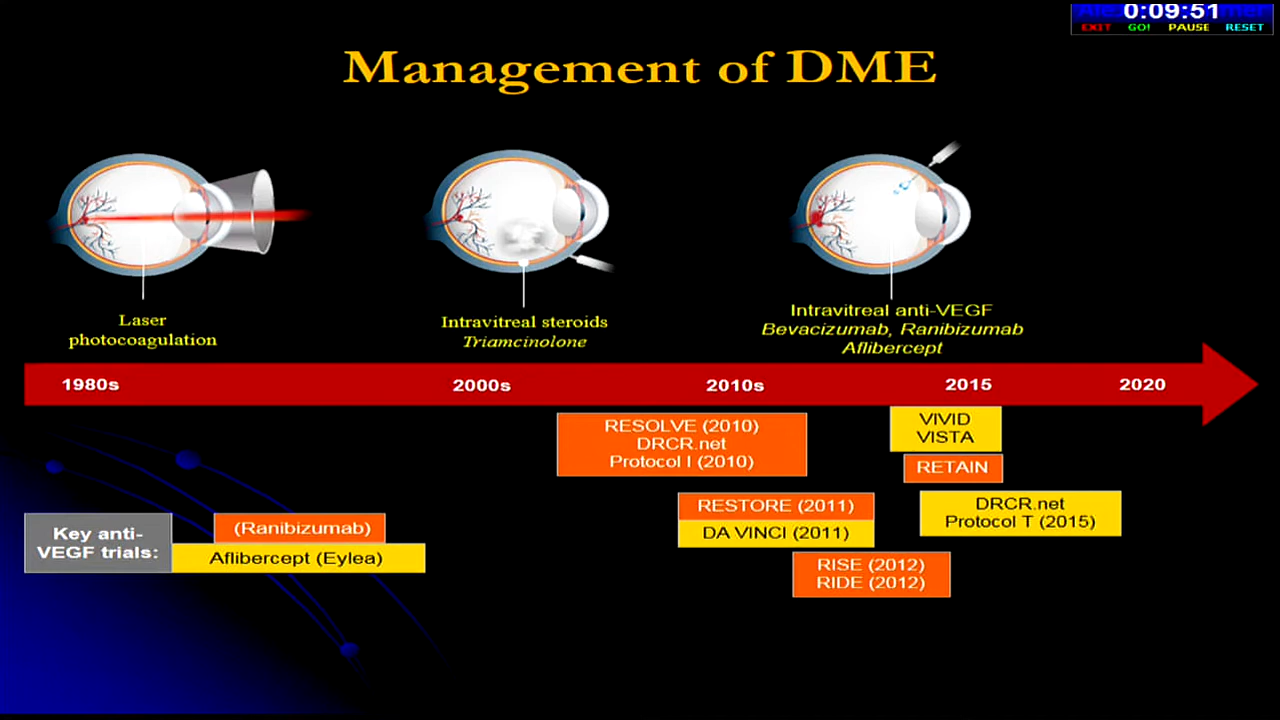 0:09:51
EXIT GO! PAUSE RESET
Management of DME
Laser
photocoagulation
Intravitreal steroids
Triamcinolone
Intravitreal anti-VEGF
Bevacizumab, Ranibizumab
Aflibercept
1980s 2000s 2010s 2015 2020
RESOLVE (2010)
DRCR.net
Protocol I (2010)
VIVID
VISTA
RETAIN
RESTORE (2011)
DA VINCI (2011)
DRCR.net
Protocol T (2015)
RISE (2012)
RIDE (2012)
Key anti-
VEGF trials:
(Ranibizumab)
Aflibercept (Eylea)